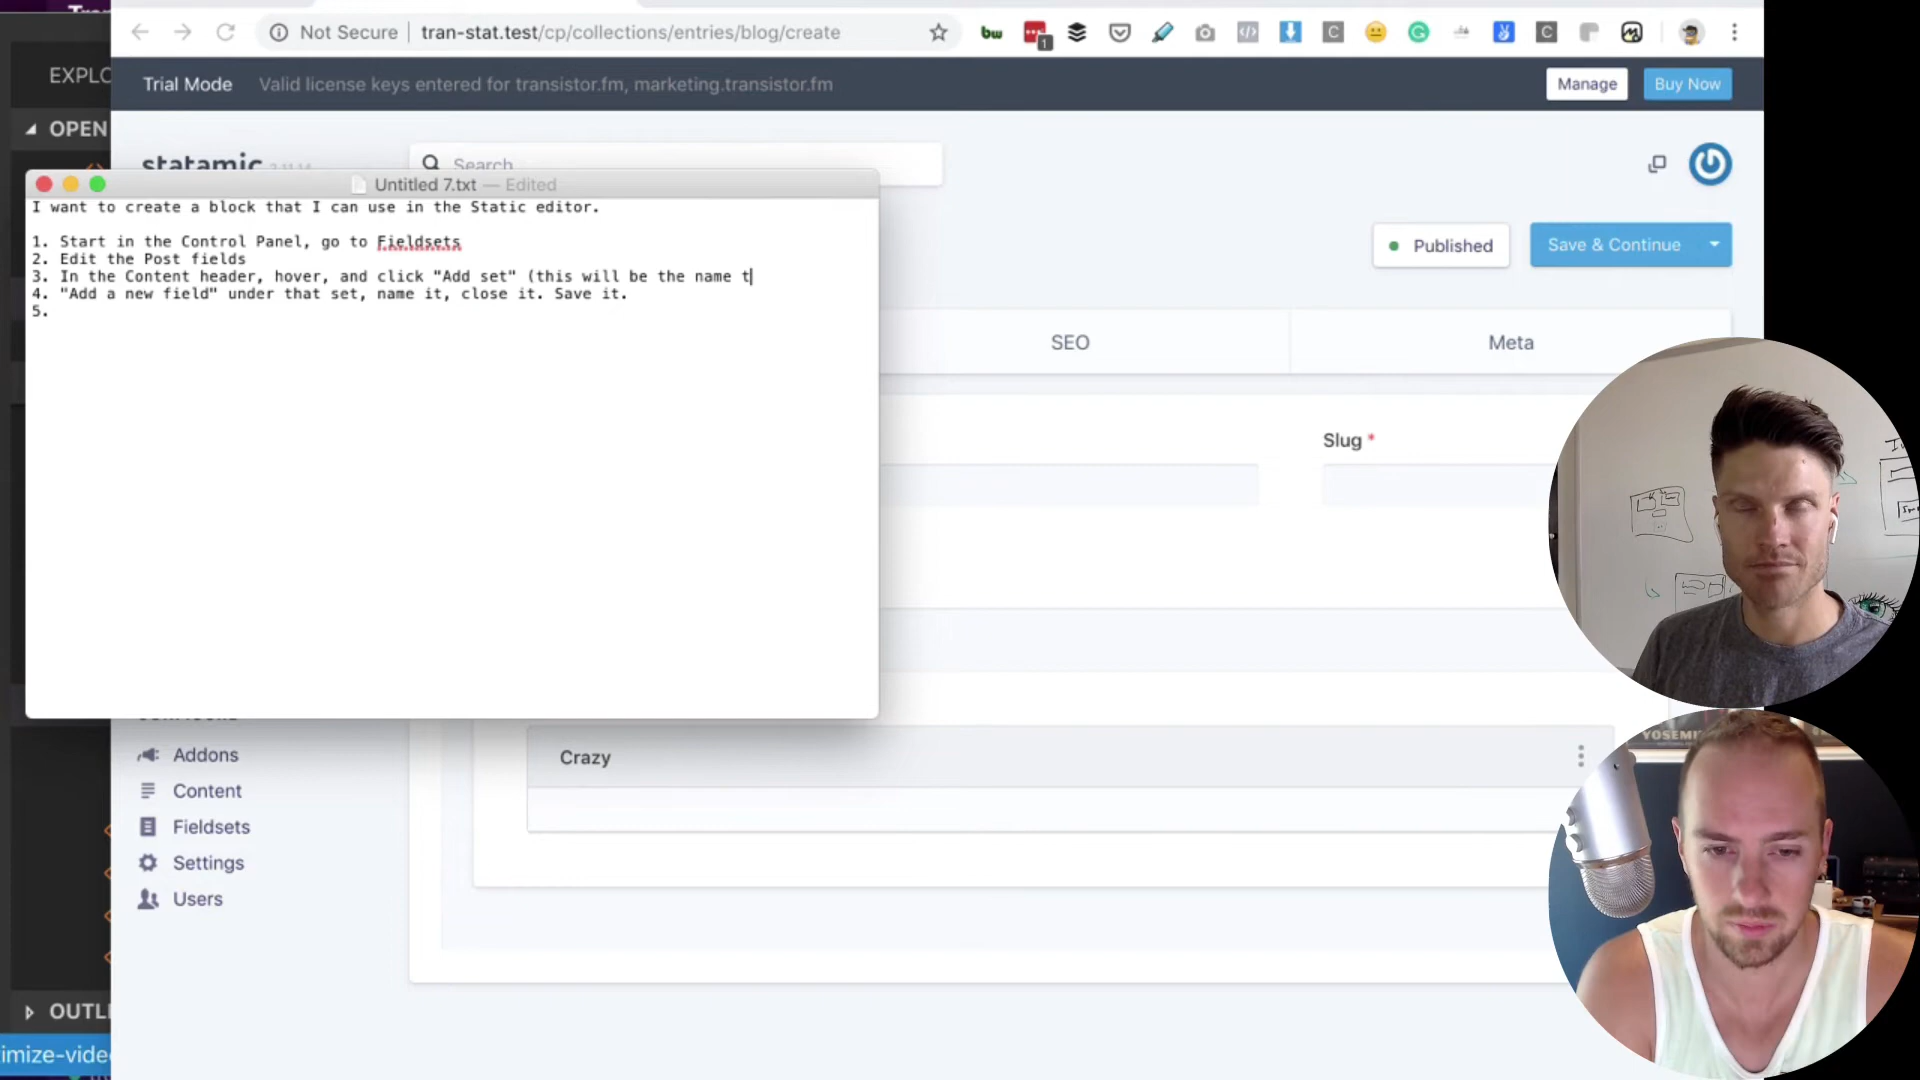 Not Secure | tran-stat.test/cp/collections/entries/blog/create
1
EXPLO
Trial Mode Valid license keys entered for transistor.fm, marketing.transistor.fm
Manage
Buy Now
OPEN
statamic
Search
Untitled 7.txt — Edited
I want to create a block that I can use in the Static editor.
1. Start in the Control Panel, go to Fieldsets
2. Edit the Post fields
3. In the Content header, hover, and click "Add set" (this will be the name t
4. "Add a new field" under that set, name it, close it. Save it.
5.
Published
Save & Continue
SEO
Meta
Slug *
Crazy
Addons
Content
Fieldsets
Settings
Users
OUTLI
imize-vide
YOSEMI